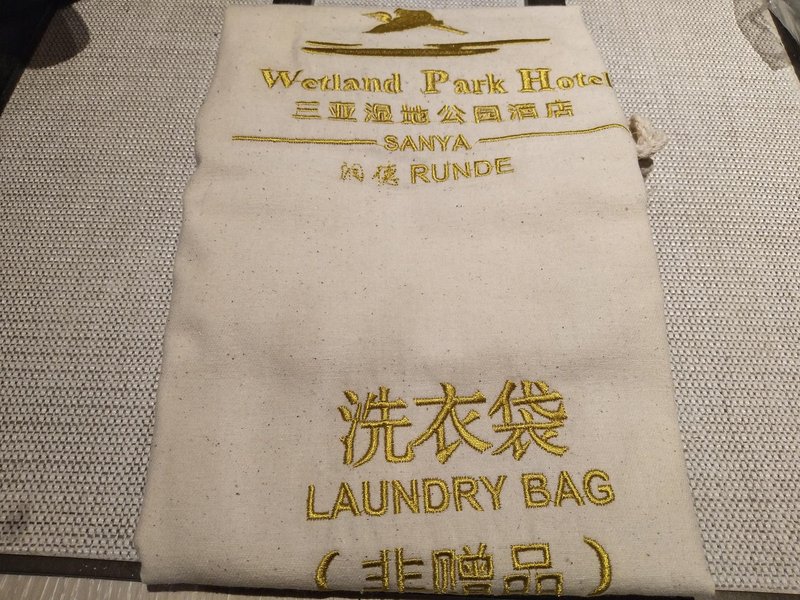 Wetland Park Hotel
三亚湿地公园酒店
SANYA
润德 RUNDE
洗衣袋
LAUNDRY BAG
(非赠品)